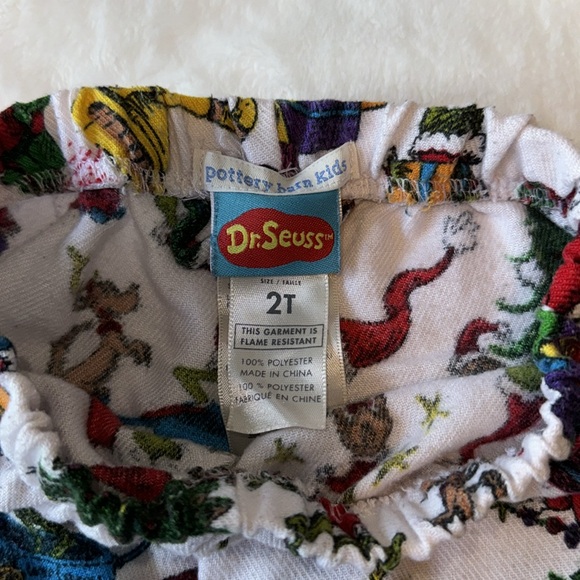 pottery barn kids
Dr. Seuss™
SIZE / TAILLE
2T
THIS GARMENT IS
FLAME RESISTANT
100% POLYESTER
MADE IN CHINA
100 % POLYESTER
FABRIQUÉ EN CHINE